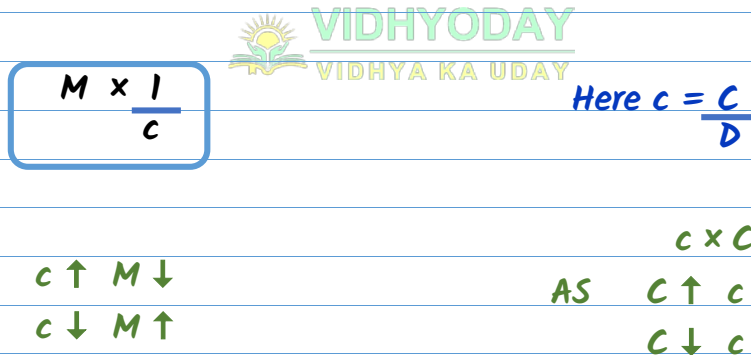 VIDHYODAY
VIDHYA KA UDAY
M × 1
c
Here c = C
D
c × C
c ↑ M ↓
AS C ↑ c
c ↓ M ↑
C ↓ c